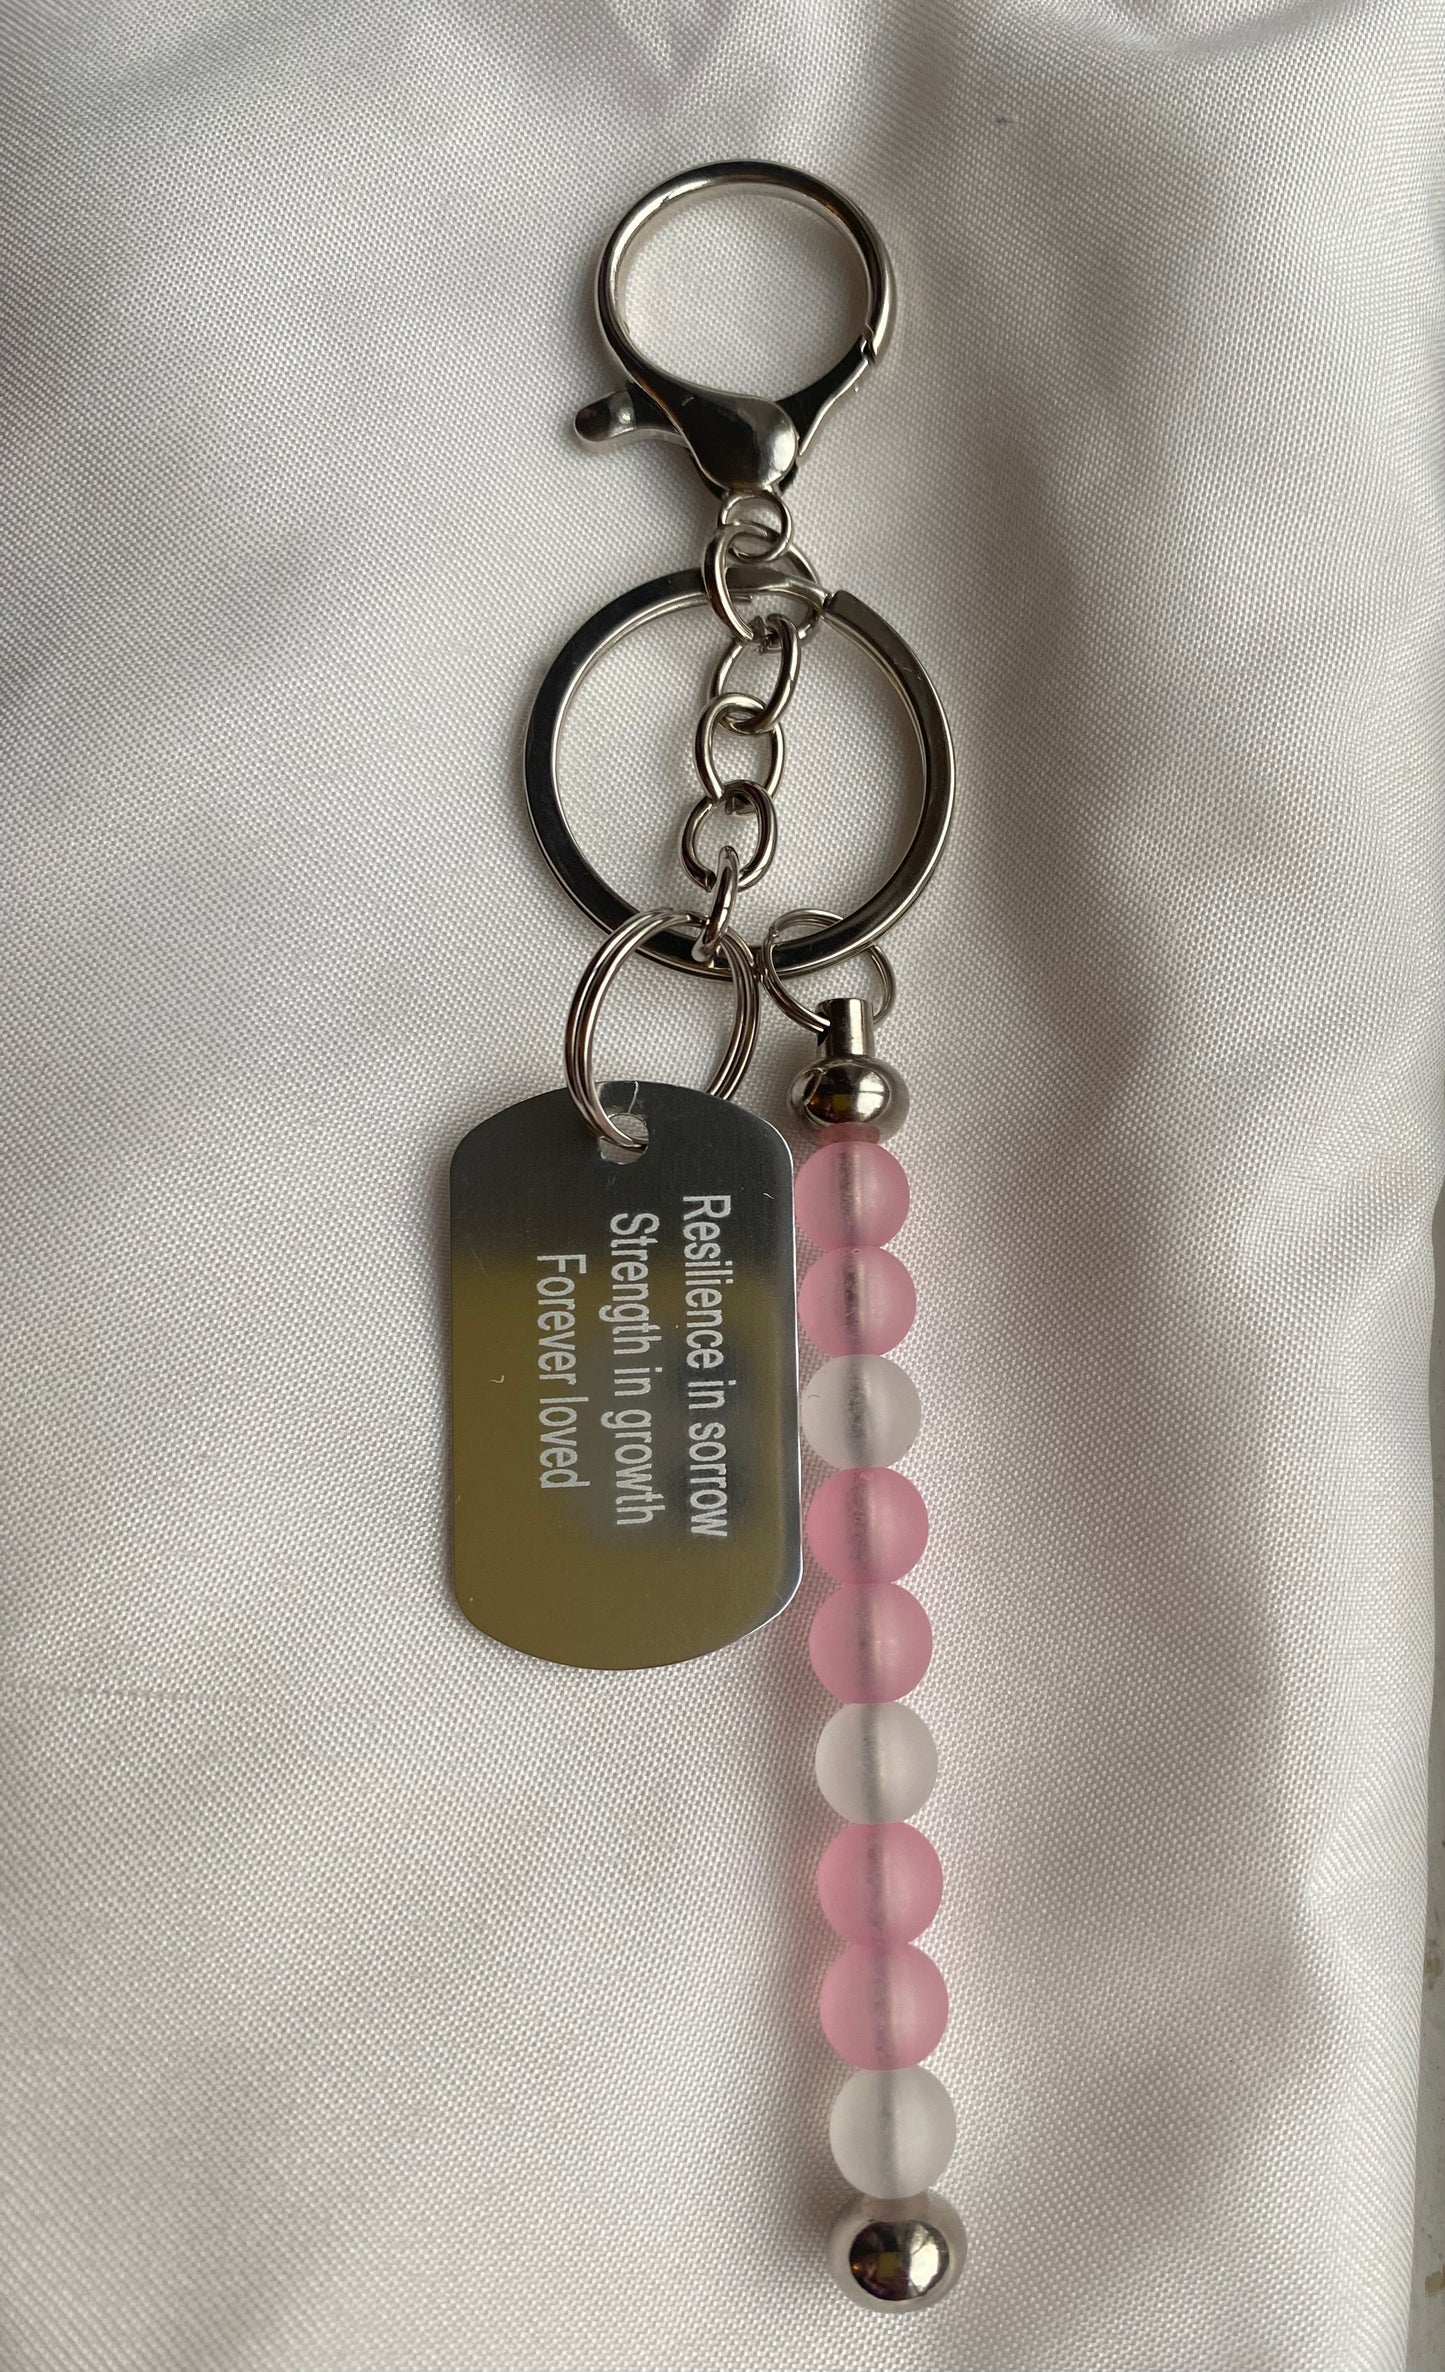 Resilience in sorrow
Strength in growth
Forever loved